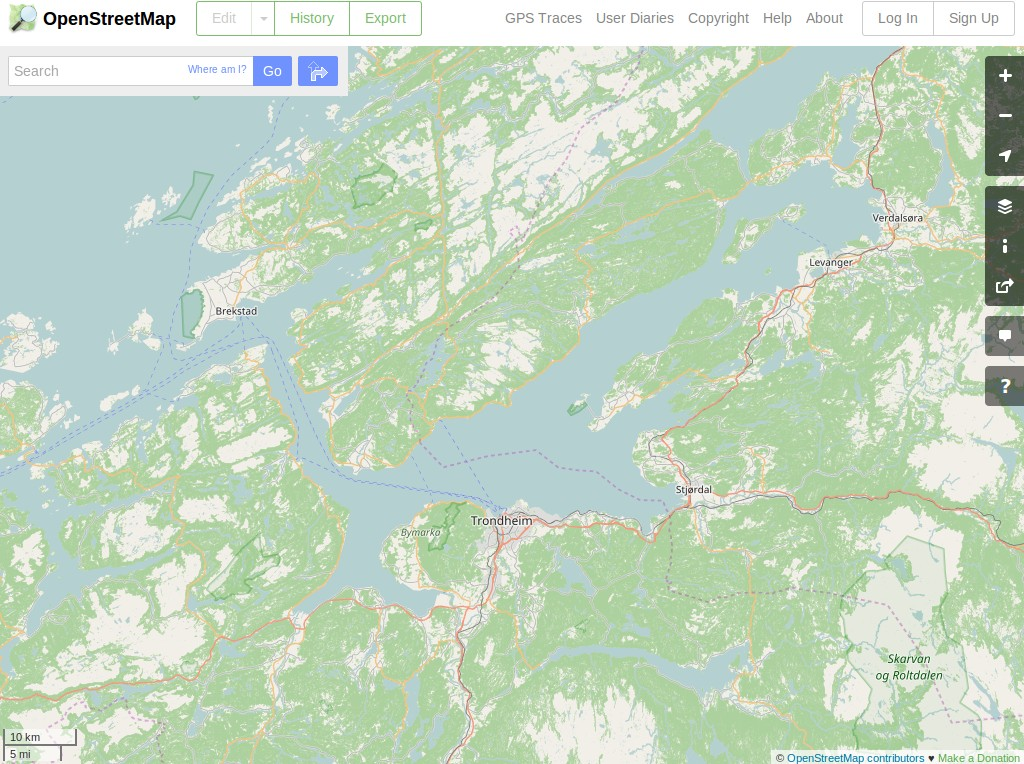 OpenStreetMap Edit History Export GPS Traces User Diaries Copyright Help About Log In Sign Up
Search Where am I? Go
Verdalsøra
Levanger
Brekstad
Stjørdal
Trondheim
Bymarka
Skarvan
og Roltdalen
10 km
5 mi
© OpenStreetMap contributors ♥ Make a Donation